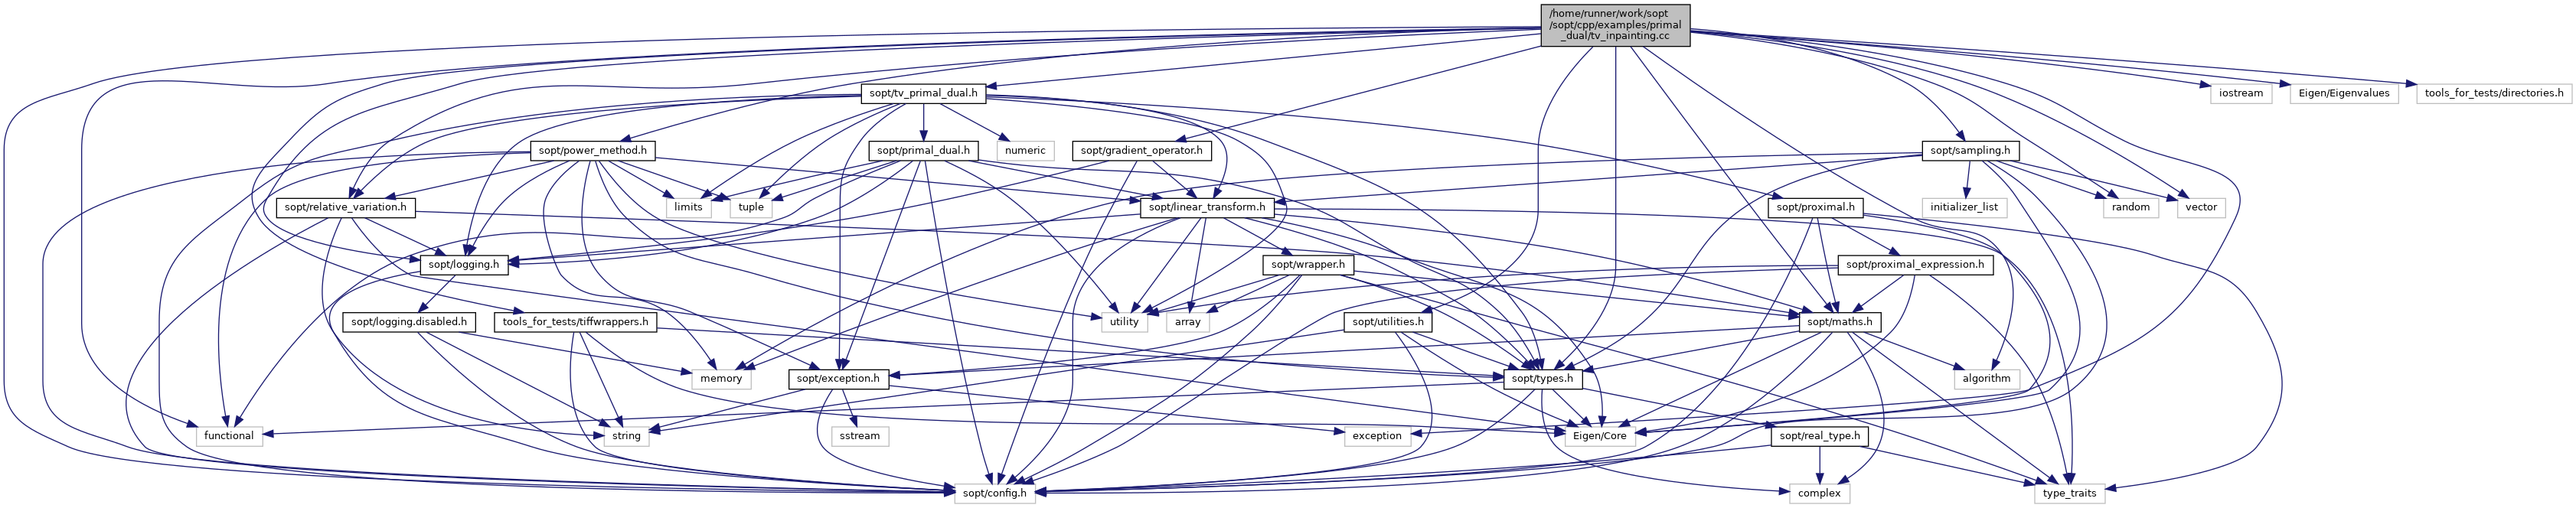 /home/runner/work/sopt
/sopt/cpp/examples/primal
_dual/tv_inpainting.cc
sopt/tv_primal_dual.h
iostream
Eigen/Eigenvalues
tools_for_tests/directories.h
sopt/power_method.h
sopt/primal_dual.h
numeric
sopt/gradient_operator.h
sopt/sampling.h
sopt/relative_variation.h
limits
tuple
sopt/linear_transform.h
sopt/proximal.h
initializer_list
random
vector
sopt/logging.h
sopt/wrapper.h
sopt/proximal_expression.h
sopt/logging.disabled.h
tools_for_tests/tiffwrappers.h
utility
array
sopt/utilities.h
sopt/maths.h
memory
sopt/exception.h
sopt/types.h
algorithm
functional
string
sstream
exception
Eigen/Core
sopt/real_type.h
sopt/config.h
complex
type_traits